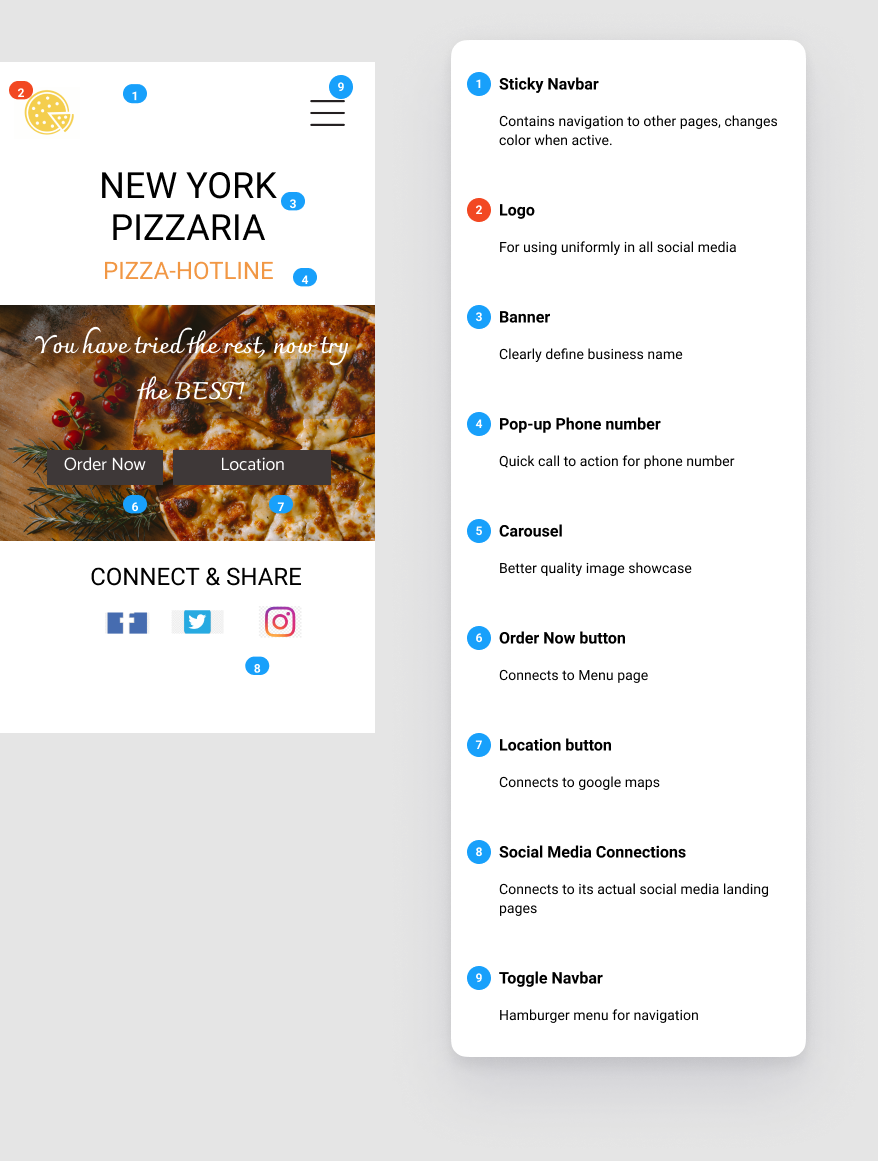 2
1
9
NEW YORK
3
PIZZARIA
PIZZA-HOTLINE
4
You have tried the rest, now try
the BEST!
Order Now
Location
6
7
CONNECT & SHARE
8
1 Sticky Navbar
Contains navigation to other pages, changes
color when active.
2 Logo
For using uniformly in all social media
3 Banner
Clearly define business name
4 Pop-up Phone number
Quick call to action for phone number
5 Carousel
Better quality image showcase
6 Order Now button
Connects to Menu page
7 Location button
Connects to google maps
8 Social Media Connections
Connects to its actual social media landing
pages
9 Toggle Navbar
Hamburger menu for navigation